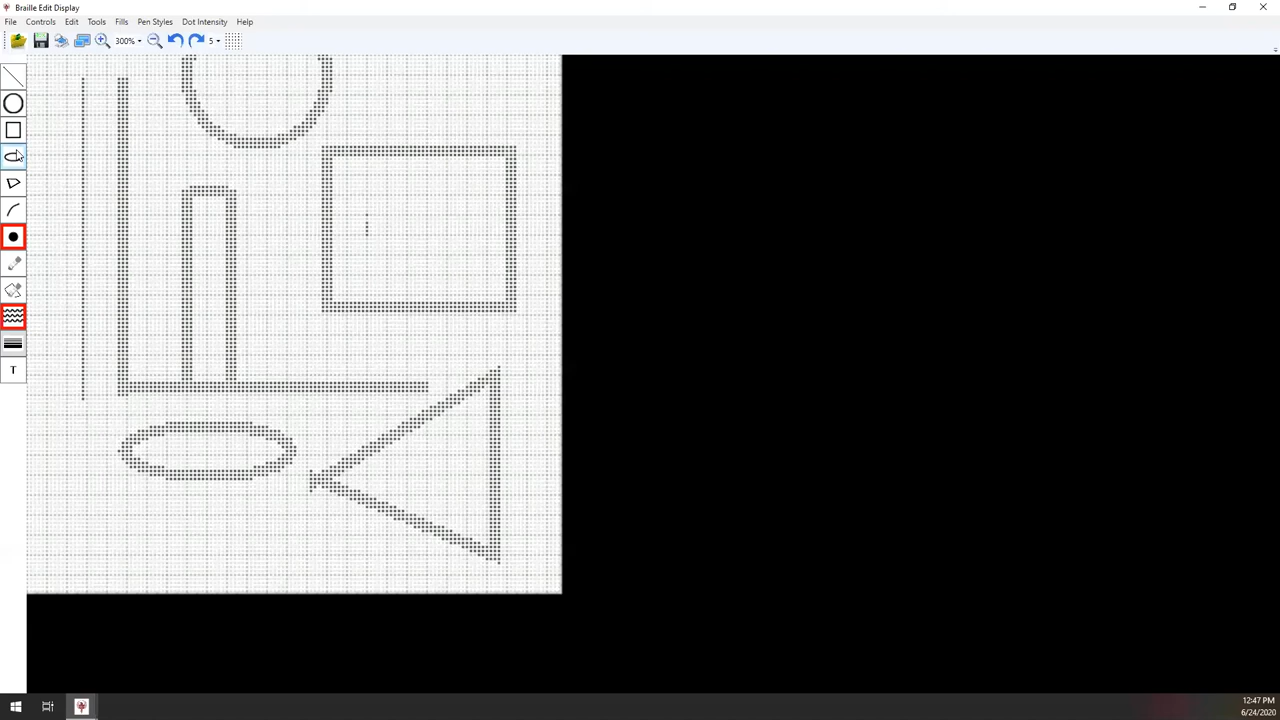 Braille Edit Display
File Controls Edit Tools Fills Pen Styles Dot Intensity Help
300% 5
T
12:47 PM
6/24/2020